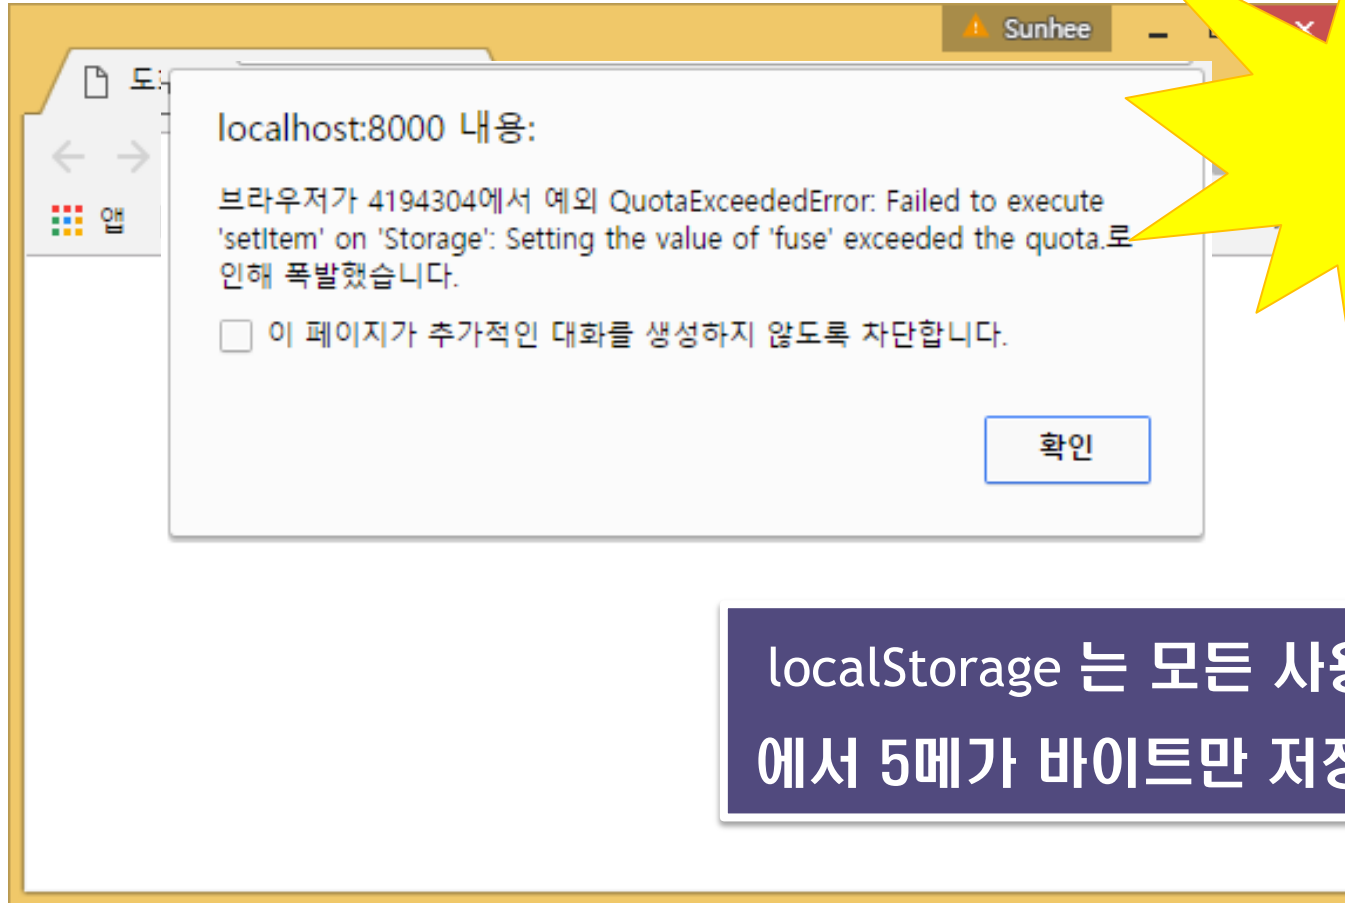 Sunhee
localhost:8000 내용:
앱
브라우저가 4194304에서 예외 QuotaExceededError: Failed to execute
'setItem' on 'Storage': Setting the value of 'fuse' exceeded the quota.로
인해 폭발했습니다.
이 페이지가 추가적인 대화를 생성하지 않도록 차단합니다.
확인
localStorage 는 모든
에서 5메가 바이트만